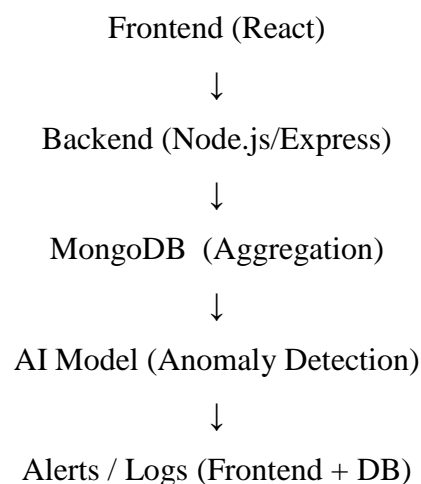 Frontend (React)
↓
Backend (Node.js/Express)
↓
MongoDB (Aggregation)
↓
AI Model (Anomaly Detection)
↓
Alerts / Logs (Frontend + DB)